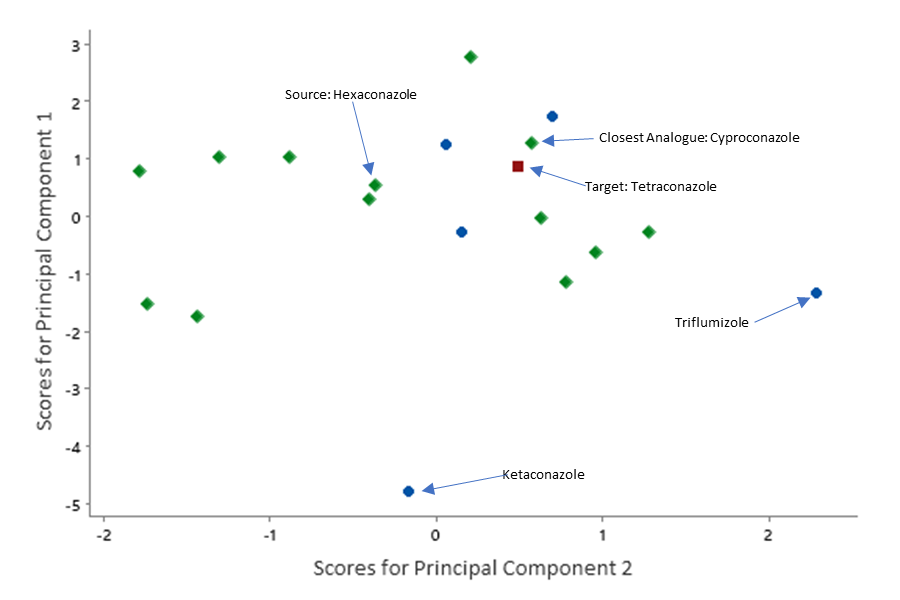 3
Source: Hexaconazole
2
Closest Analogue: Cyproconazole
1
Target: Tetraconazole
0
-1
Triflumizole
-2
-3
-4
Ketaconazole
-5
-2
-1
0
1
2
Scores for Principal Component 1
Scores for Principal Component 2